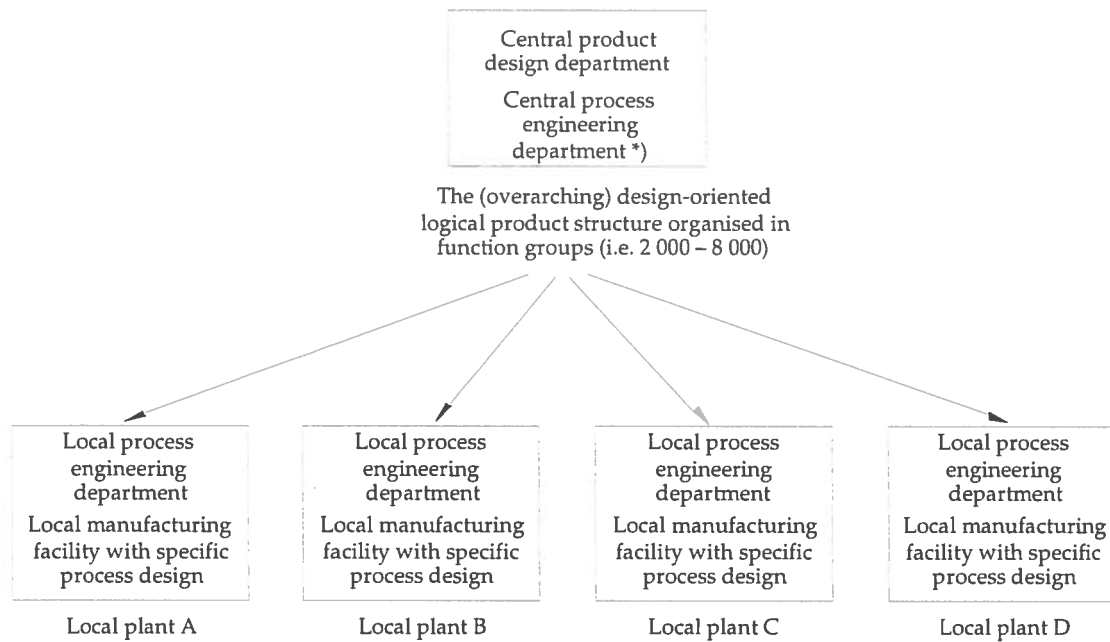 Central product
design department
Central process
engineering
department *)
The (overarching) design-oriented
logical product structure organised in
function groups (i.e. 2 000 – 8 000)
Local process
engineering
department
Local manufacturing
facility with specific
process design
Local plant A
Local process
engineering
department
Local manufacturing
facility with specific
process design
Local plant B
Local process
engineering
department
Local manufacturing
facility with specific
process design
Local plant C
Local process
engineering
department
Local manufacturing
facility with specific
process design
Local plant D